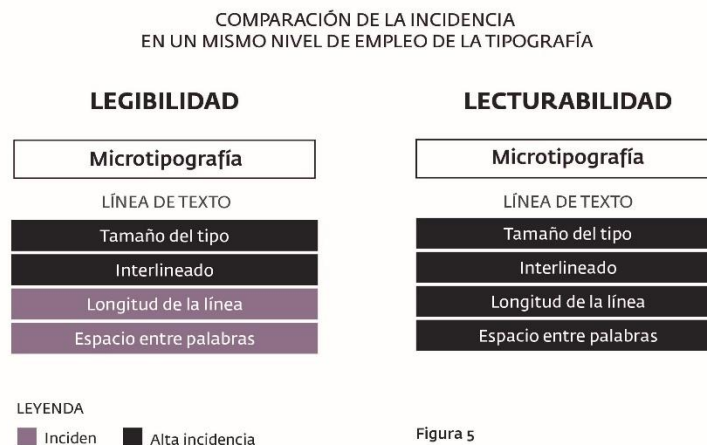 COMPARACIÓN DE LA INCIDENCIA
EN UN MISMO NIVEL DE EMPLEO DE LA TIPOGRAFÍA
LEGIBILIDAD
Microtipografía
LÍNEA DE TEXTO
Tamaño del tipo
Interlineado
Longitud de la línea
Espacio entre palabras
LECTURABILIDAD
Microtipografía
LÍNEA DE TEXTO
Tamaño del tipo
Interlineado
Longitud de la línea
Espacio entre palabras
LEYENDA
Inciden
Alta incidencia
Figura 5